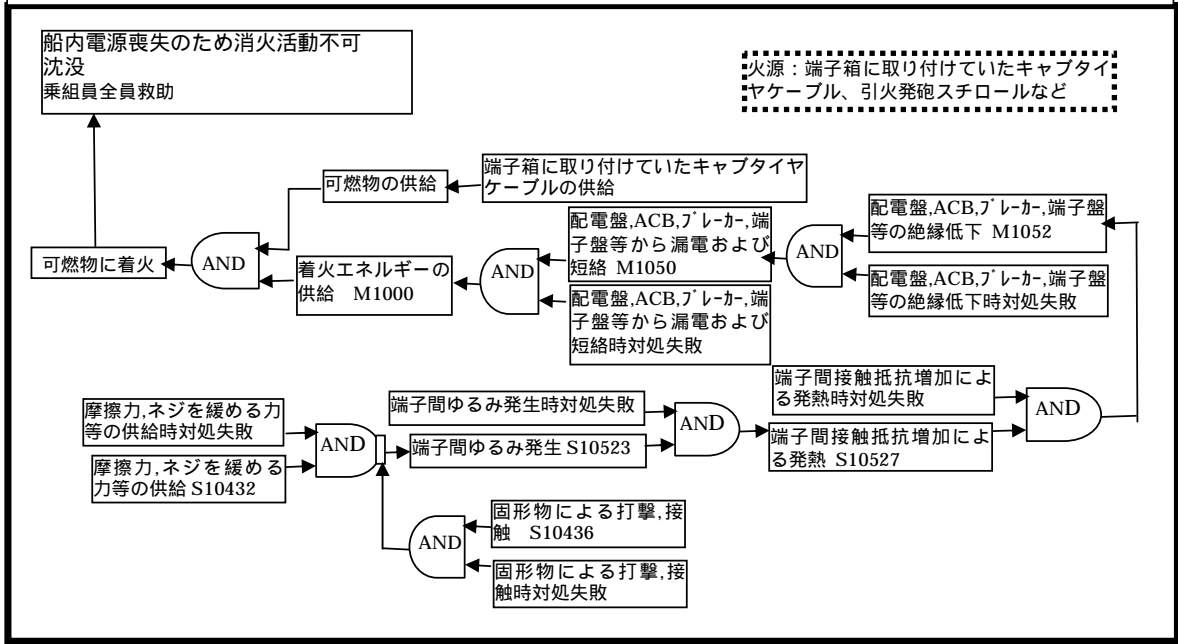 船内電源喪失のため消火活動不可
沈没
乗組員全員救助
火源：端子箱に取り付けていたキャブタイ
ヤケーブル、引火発砲スチロールなど
可燃物の供給
端子箱に取り付けていたキャブタイヤ
ケーブルの供給
可燃物に着火
AND
着火エネルギーの
供給　M1000
AND
配電盤,ACB,ﾌﾞﾚｰｶｰ,端
子盤等から漏電および
短絡 M1050
配電盤,ACB,ﾌﾞﾚｰｶｰ,端
子盤等から漏電および
短絡時対処失敗
AND
配電盤,ACB,ﾌﾞﾚｰｶｰ,端子盤
等の絶縁低下 M1052
配電盤,ACB,ﾌﾞﾚｰｶｰ,端子盤
等の絶縁低下時対処失敗
摩擦力,ネジを緩める力
等の供給時対処失敗
摩擦力,ネジを緩める
力等の供給 S10432
AND
端子間ゆるみ発生時対処失敗
端子間ゆるみ発生 S10523
AND
端子間接触抵抗増加によ
る発熱時対処失敗
端子間接触抵抗増加によ
る発熱 S10527
AND
AND
固形物による打撃,接
触　S10436
固形物による打撃,接
触時対処失敗